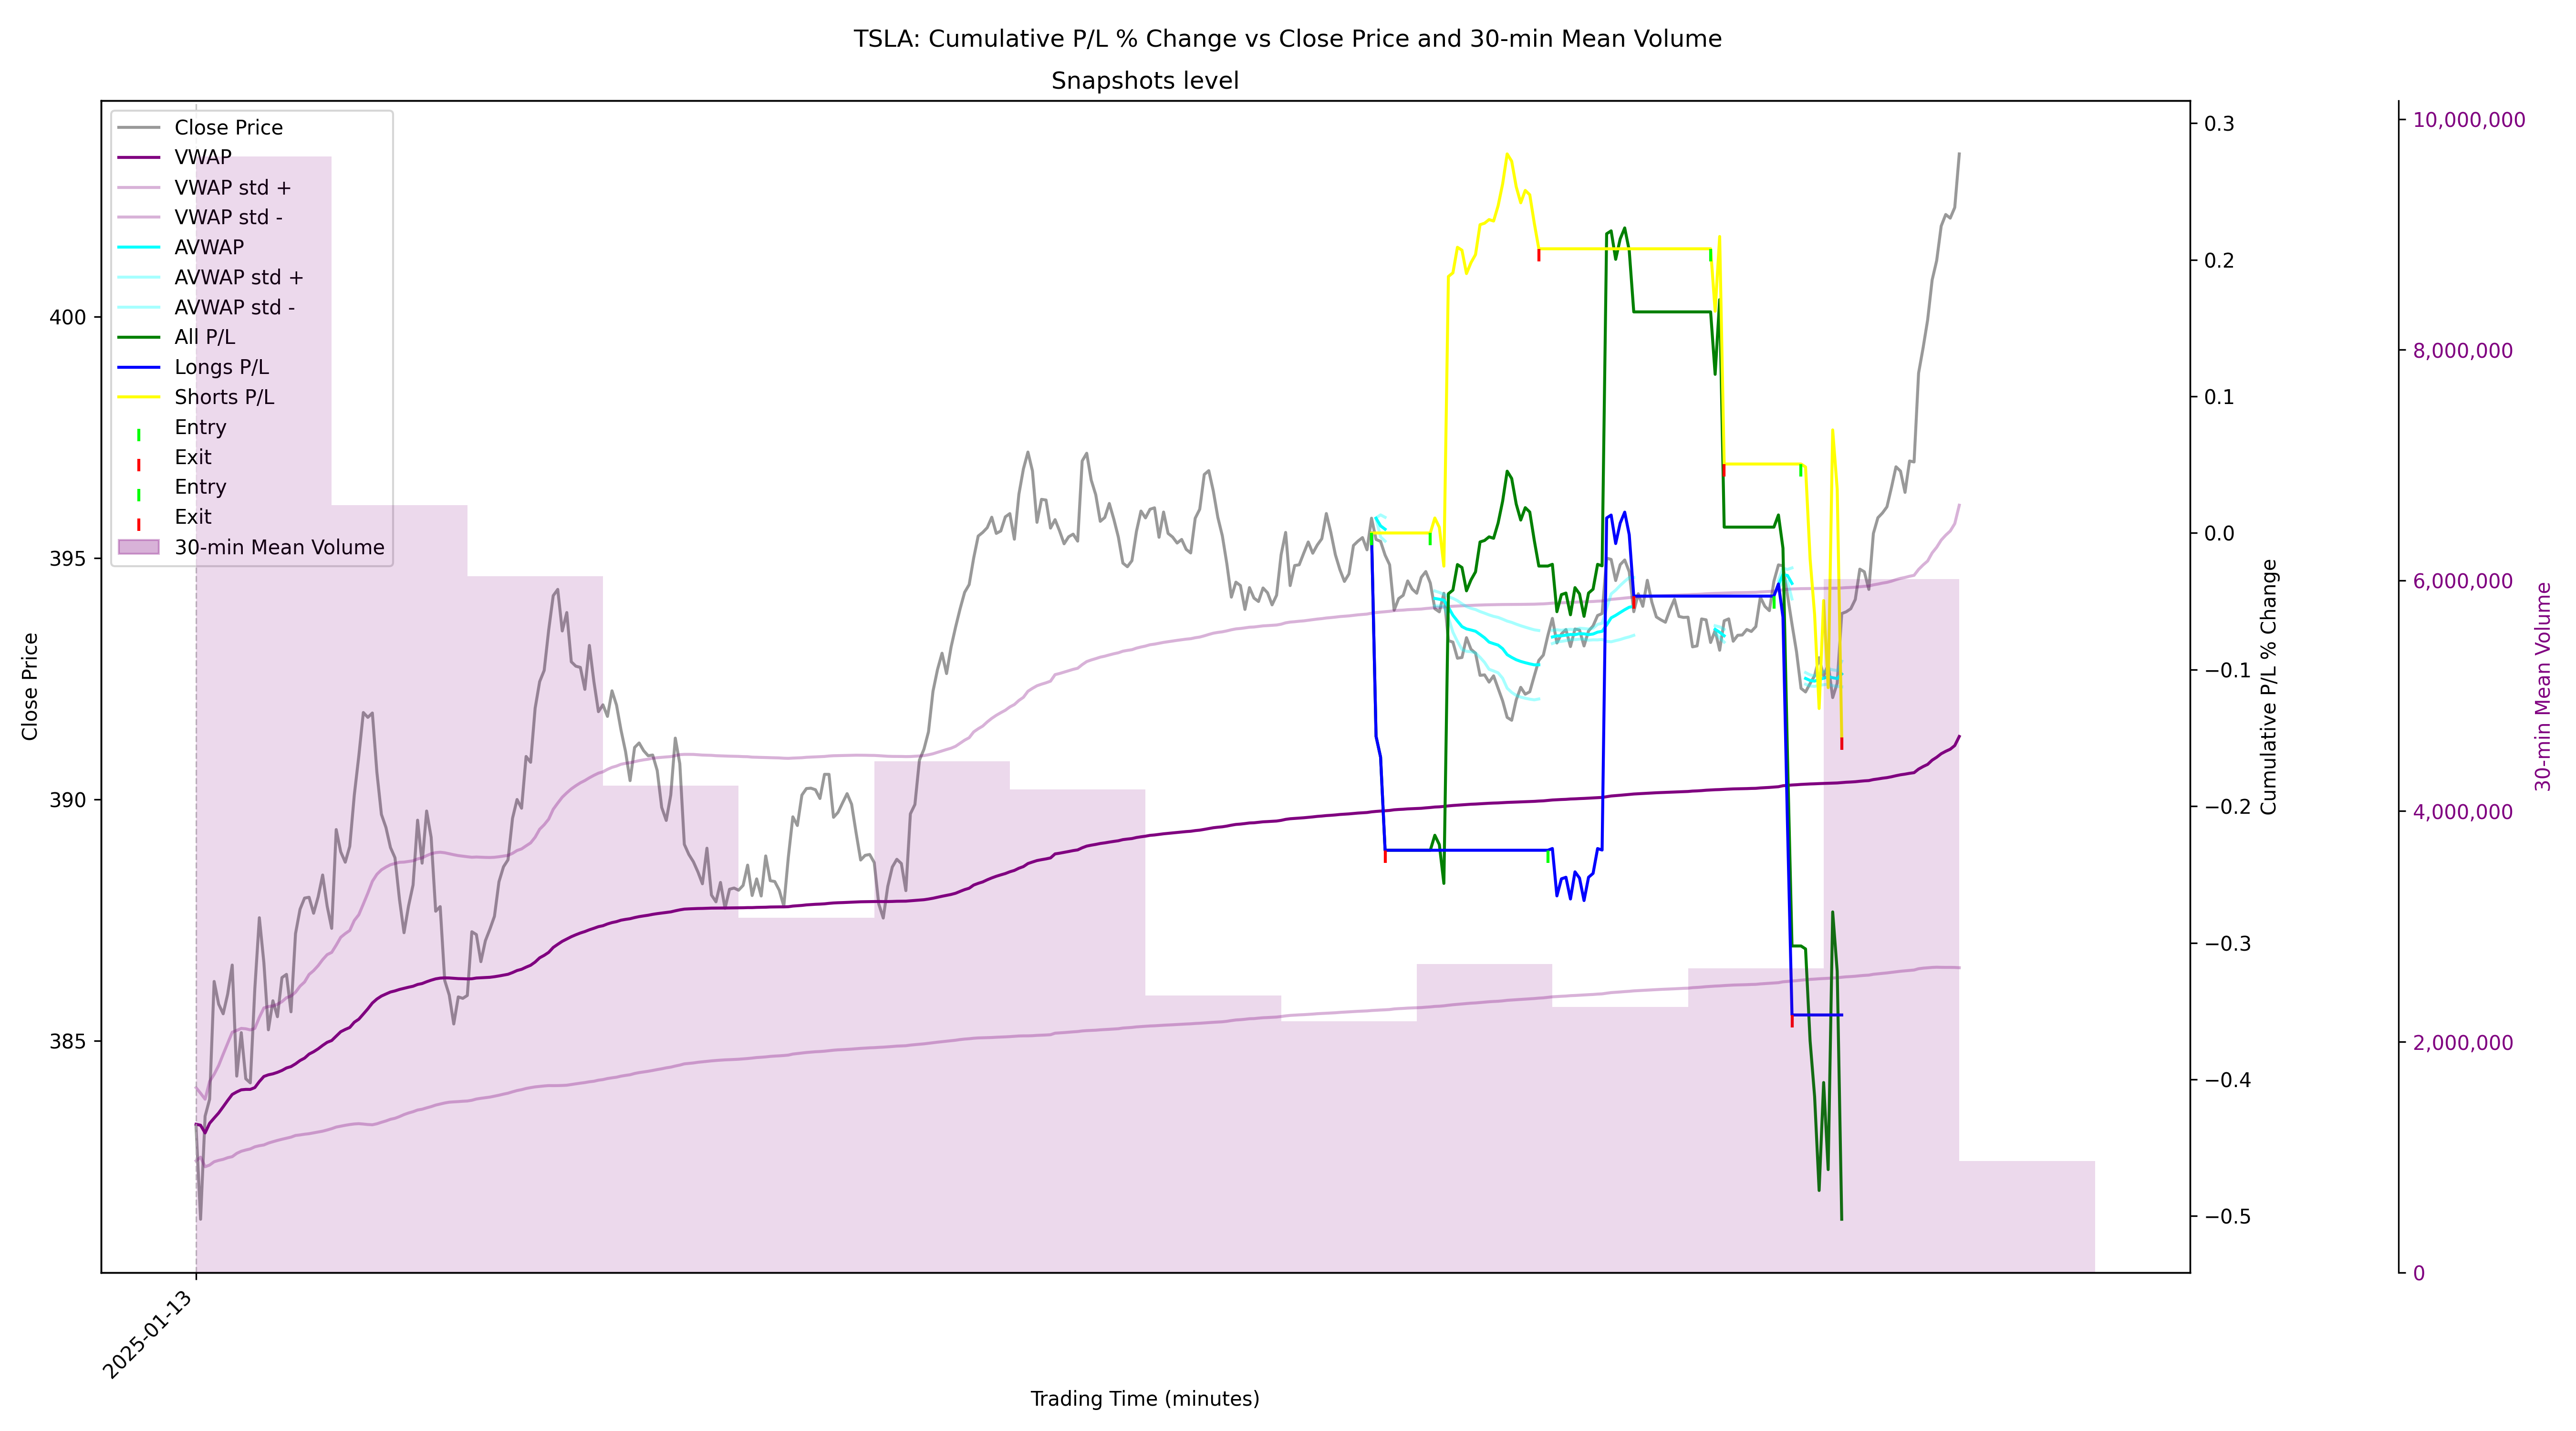 TSLA: Cumulative P/L % Change vs Close Price and 30-min Mean Volume
Snapshots level
Close Price
VWAP
VWAP std +
VWAP std -
AVWAP
AVWAP std +
AVWAP std -
All P/L
Longs P/L
Shorts P/L
Entry
Exit
Entry
Exit
30-min Mean Volume
400
395
390
385
Close Price
0.3
0.2
0.1
0.0
−0.1
−0.2
−0.3
−0.4
−0.5
Cumulative P/L % Change
10,000,000
8,000,000
6,000,000
4,000,000
2,000,000
0
30-min Mean Volume
2025-01-13
Trading Time (minutes)